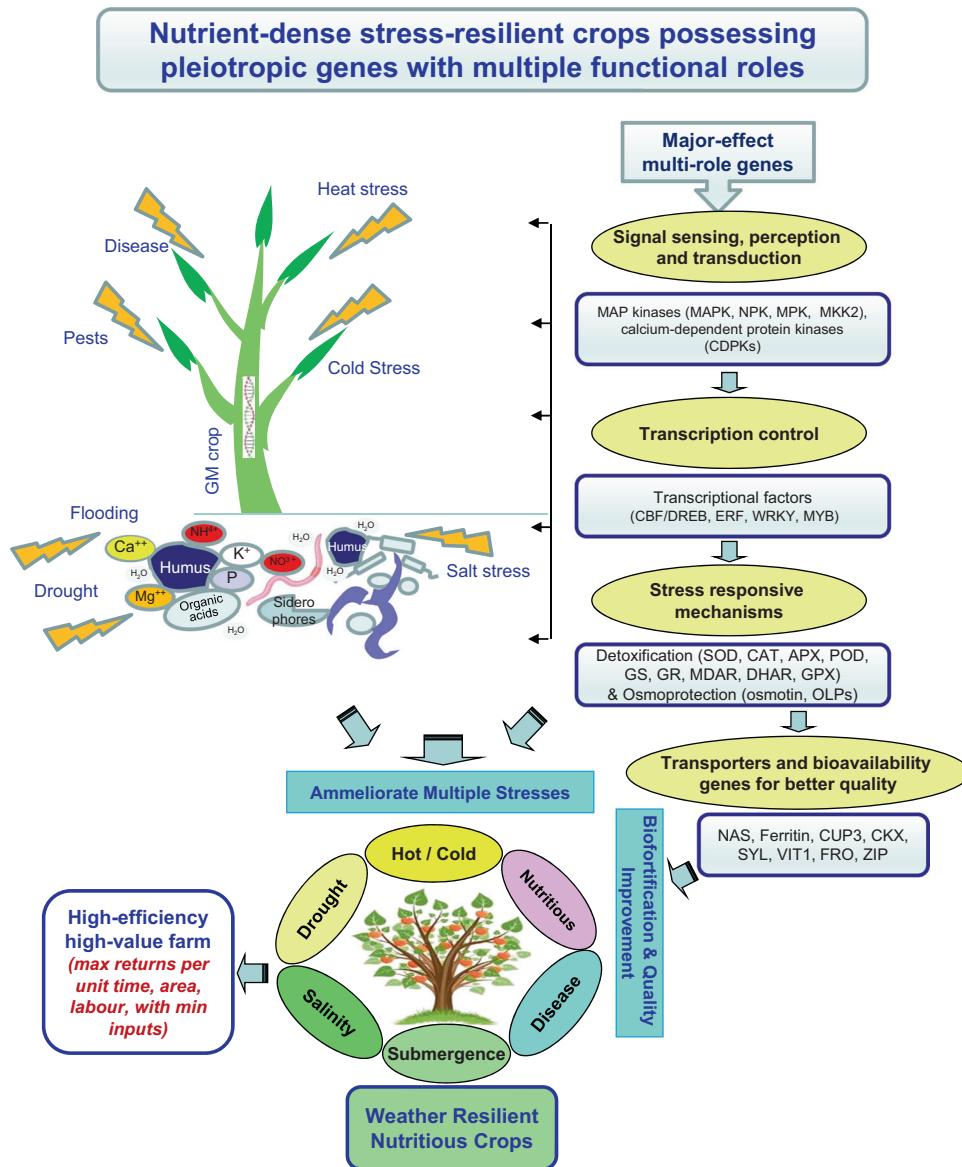 Nutrient-dense stress-resilient crops possessing
pleiotropic genes with multiple functional roles
Heat stress
Disease
Pests
Cold Stress
GM crop
Flooding
Drought
Salt stress
Ca++
NH4+
Humus
K+
P
NO3+
Mg++
Organic
acids
H2O
H2O
H2O
H2O
H2O
Humus
Sidero
phores
Major-effect
multi-role genes
Signal sensing, perception
and transduction
MAP kinases (MAPK, NPK, MPK, MKK2),
calcium-dependent protein kinases
(CDPKs)
Transcription control
Transcriptional factors
(CBF/DREB, ERF, WRKY, MYB)
Stress responsive
mechanisms
Detoxification (SOD, CAT, APX, POD,
GS, GR, MDAR, DHAR, GPX)
& Osmoprotection (osmotin, OLPs)
Transporters and bioavailability
genes for better quality
NAS, Ferritin, CUP3, CKX,
SYL, VIT1, FRO, ZIP
Biofortification & Quality
Improvement
Ammeliorate Multiple Stresses
Hot / Cold
Drought
Nutritious
Salinity
Disease
Submergence
High-efficiency
high-value farm
(max returns per
unit time, area,
labour, with min
inputs)
Weather Resilient
Nutritious Crops